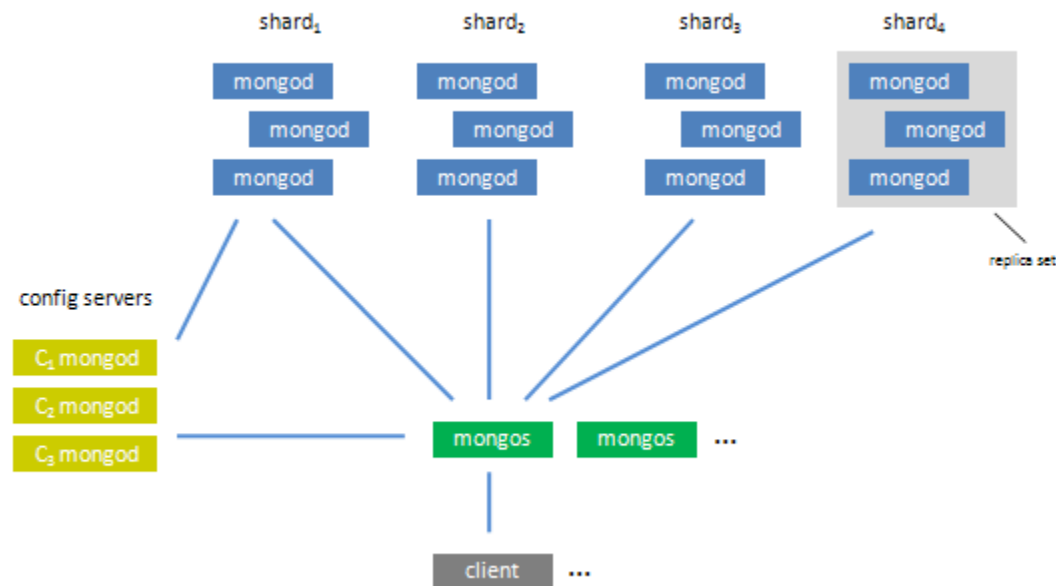 shard₁ shard₂ shard₃ shard₄
mongod mongod mongod mongod
mongod mongod mongod mongod
mongod mongod mongod mongod
replica set
config servers
C₁ mongod
C₂ mongod
mongos mongos ...
C₃ mongod
client ...